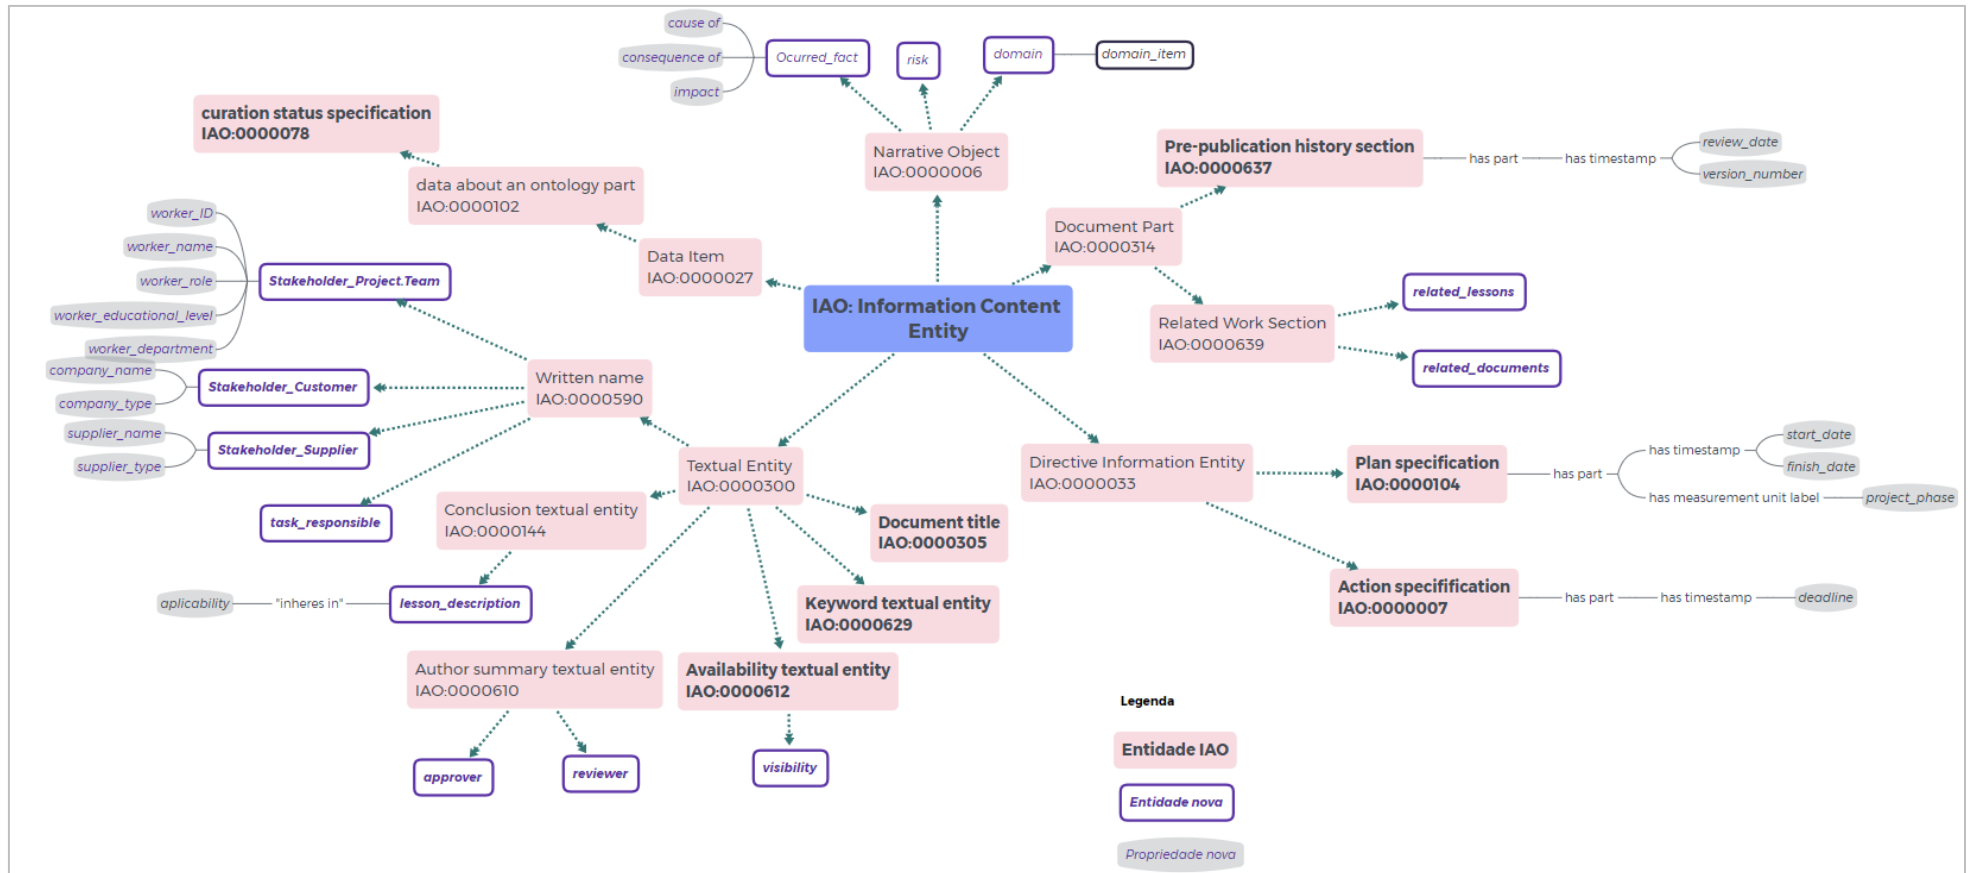 cause of
consequence of
impact
Ocurred_fact
risk
domain
domain_item
curation status specification
IAO:0000078
Narrative Object
IAO:0000006
Pre-publication history section
IAO:0000637
has part
has timestamp
review_date
version_number
data about an ontology part
IAO:0000102
Document Part
IAO:0000314
Data Item
IAO:0000027
worker_ID
worker_name
worker_role
worker_educational_level
worker_department
Stakeholder_Project.Team
IAO: Information Content
Entity
related_lessons
Related Work Section
IAO:0000639
related_documents
company_name
company_type
Stakeholder_Customer
Written name
IAO:0000590
supplier_name
supplier_type
Stakeholder_Supplier
task_responsible
Textual Entity
IAO:0000300
Directive Information Entity
IAO:0000033
Plan specification
IAO:0000104
has part
has timestamp
start_date
finish_date
has measurement unit label
project_phase
Conclusion textual entity
IAO:0000144
Document title
IAO:0000305
aplicability
"inheres in"
lesson_description
Keyword textual entity
IAO:0000629
Action specifification
IAO:0000007
has part
has timestamp
deadline
Author summary textual entity
IAO:0000610
Availability textual entity
IAO:0000612
approver
reviewer
visibility
Legenda
Entidade IAO
Entidade nova
Propriedade nova